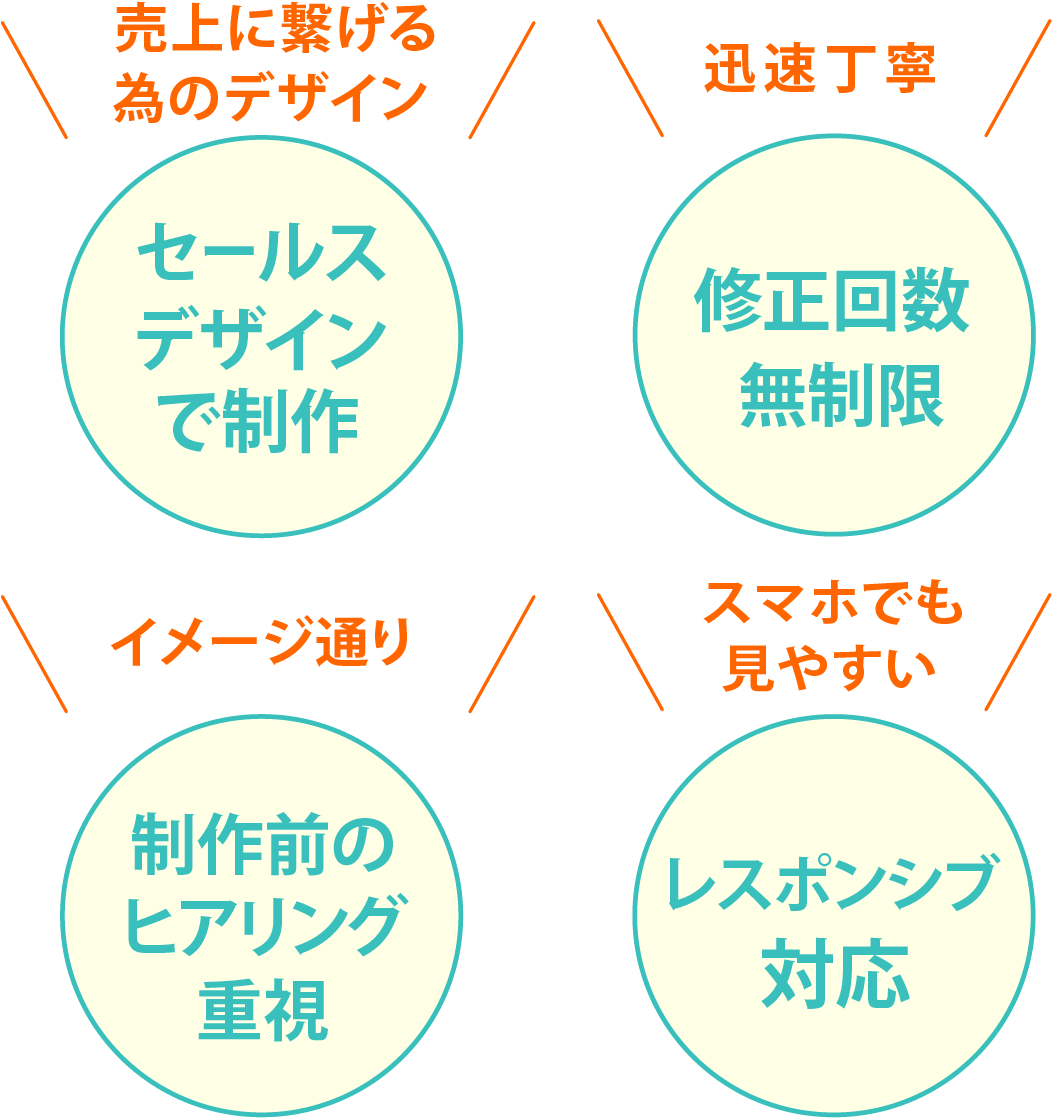 売上に繋げる
為のデザイン
セールス
デザイン
で制作
迅速丁寧
修正回数
無制限
イメージ通り
制作前の
ヒアリング
重視
スマホでも
見やすい
レスポンシブ
対応